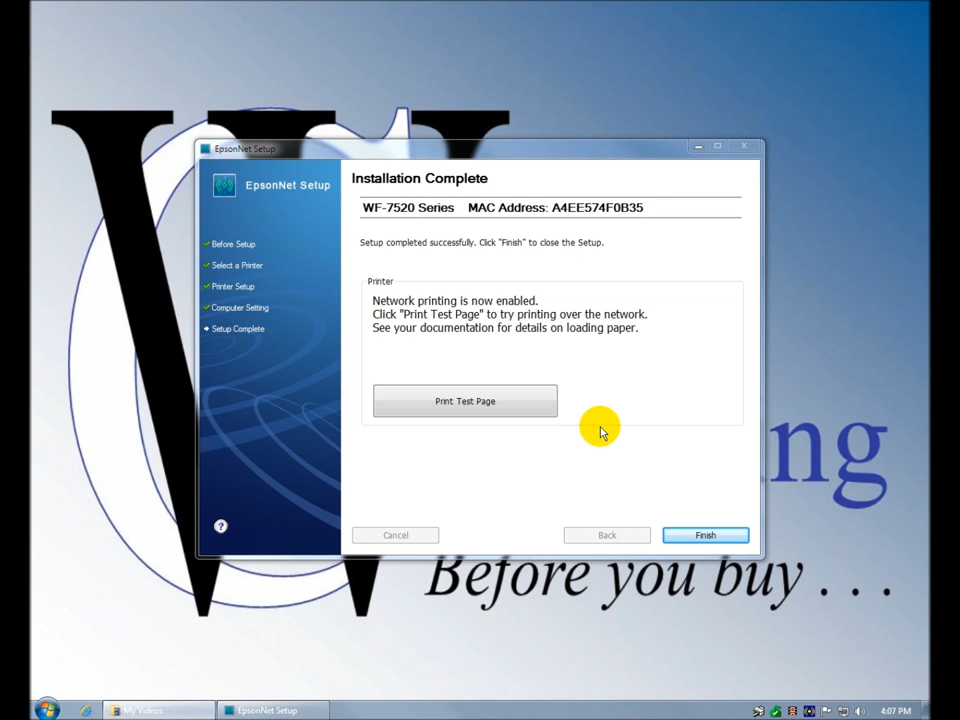 EpsonNet Setup
EpsonNet Setup
Before Setup
Select a Printer
Printer Setup
Computer Setting
Setup Complete
?
Installation Complete
WF-7520 Series MAC Address: A4EE574F0B35
Setup completed successfully. Click "Finish" to close the Setup.
Printer
Network printing is now enabled.
Click "Print Test Page" to try printing over the network.
See your documentation for details on loading paper.
Print Test Page
Cancel
Back
Finish
ng
Before you buy . . .
My Videos
EpsonNet Setup
4:07 PM